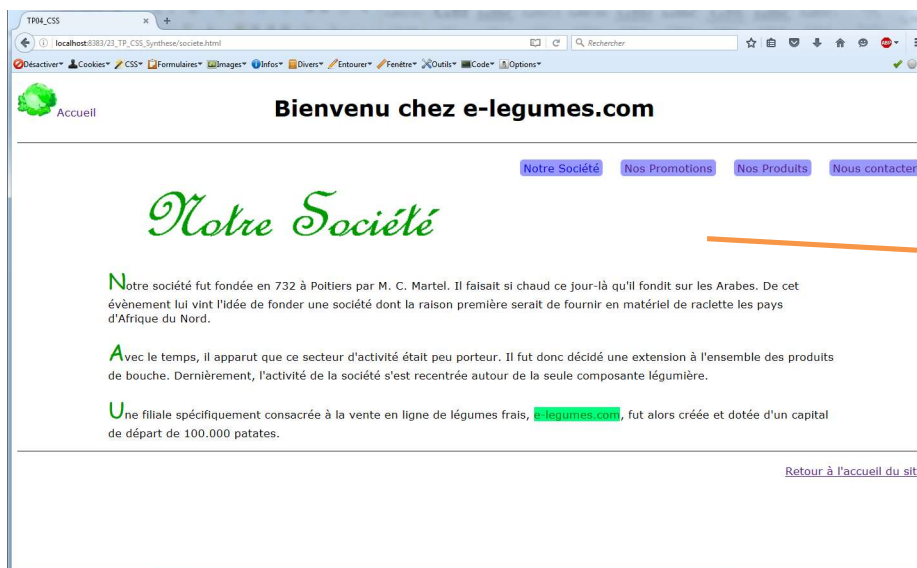 TP04_CSS × +
localhost:8383/23_TP_CSS_Synthese/societe.html Rechercher ABP
Désactiver Cookies CSS Formulaires Images Infos Divers Entourer Fenêtre Outils Code Options
Accueil
Bienvenu chez e-legumes.com
Notre Société Nos Promotions Nos Produits Nous contacter
Notre Société
Notre société fut fondée en 732 à Poitiers par M. C. Martel. Il faisait si chaud ce jour-là qu'il fondit sur les Arabes. De cet
évènement lui vint l'idée de fonder une société dont la raison première serait de fournir en matériel de raclette les pays
d'Afrique du Nord.
Avec le temps, il apparut que ce secteur d'activité était peu porteur. Il fut donc décidé une extension à l'ensemble des produits
de bouche. Dernièrement, l'activité de la société s'est recentrée autour de la seule composante légumière.
Une filiale spécifiquement consacrée à la vente en ligne de légumes frais, e-legumes.com, fut alors créée et dotée d'un capital
de départ de 100.000 patates.
Retour à l'accueil du sit